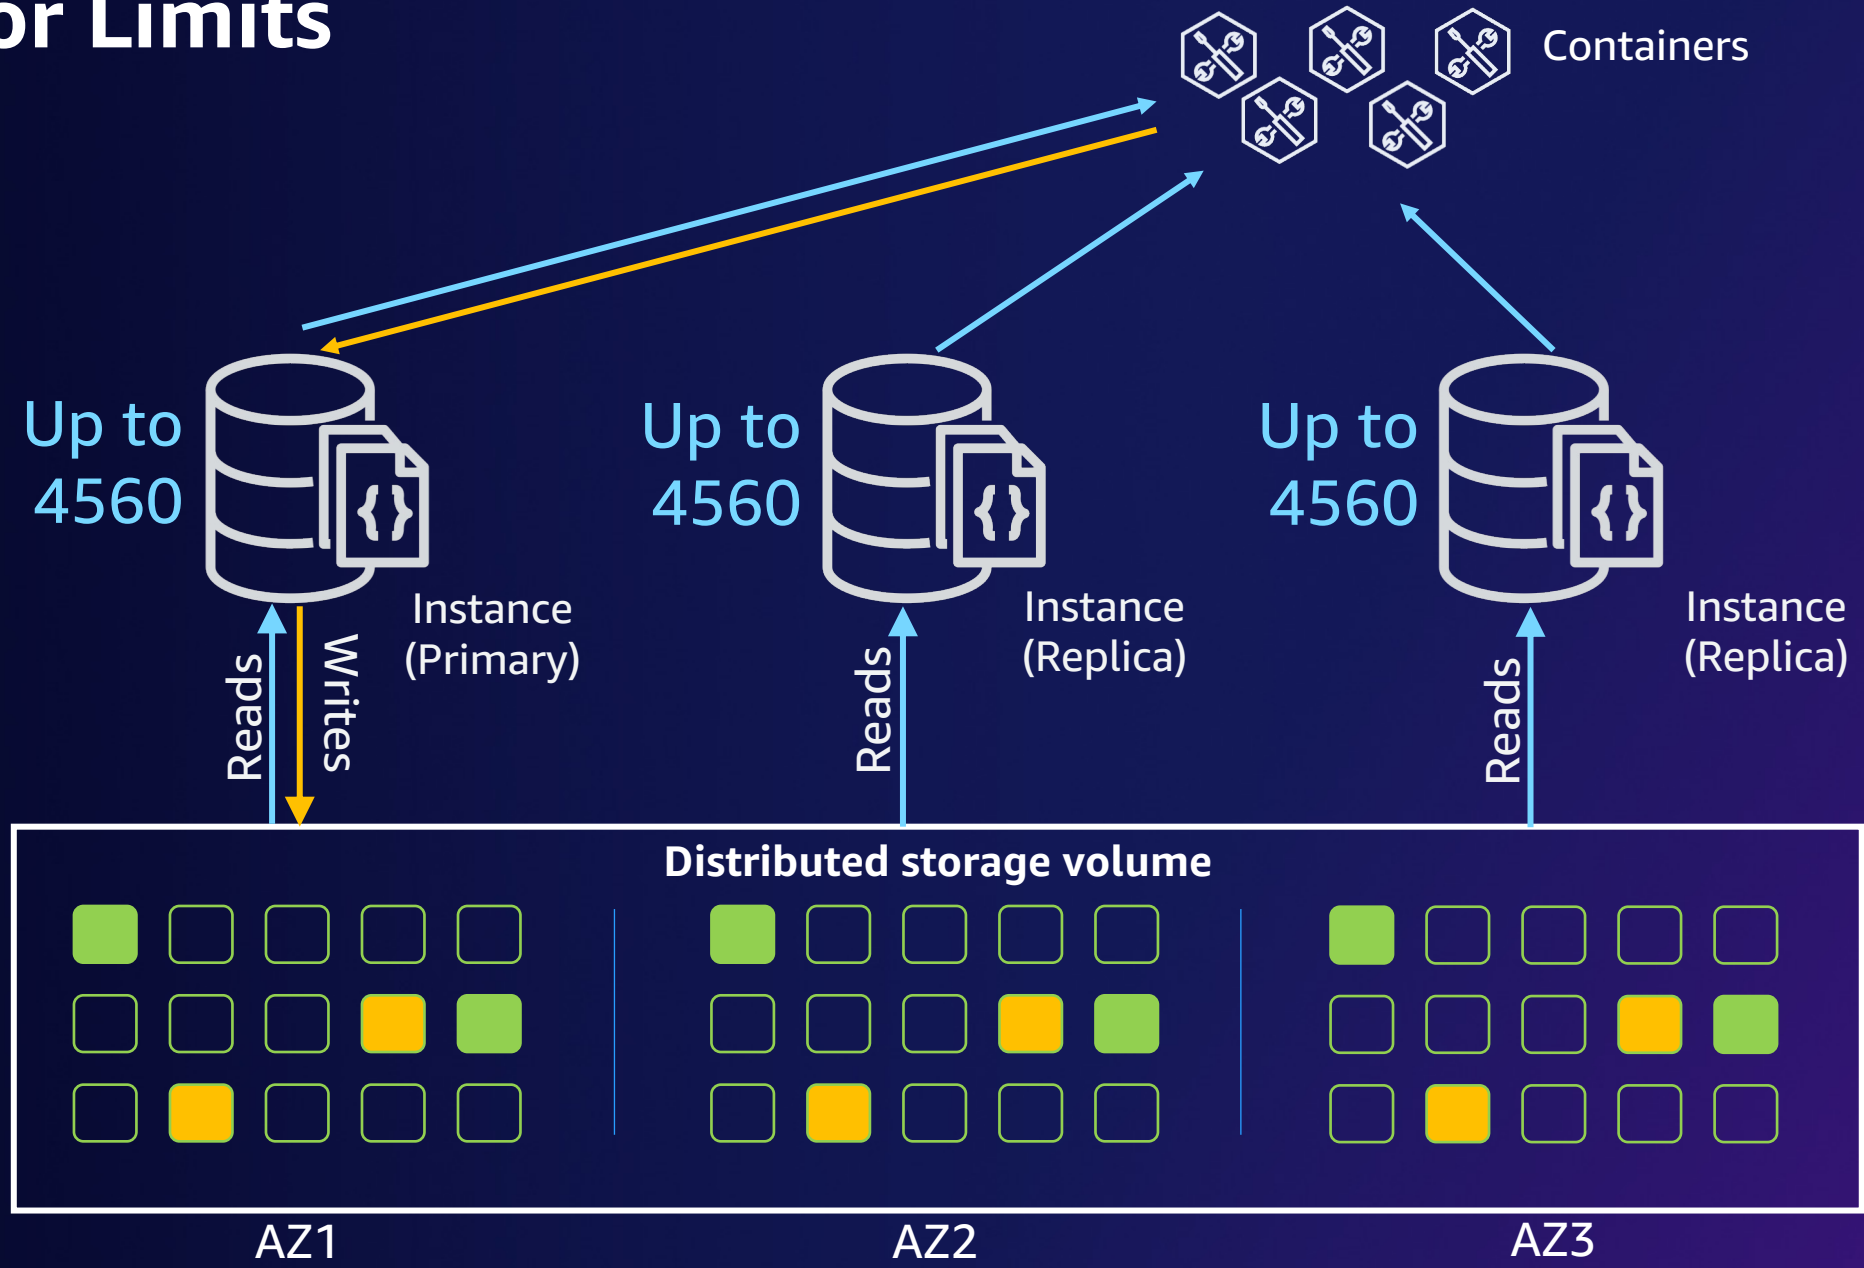 or Limits
Containers
Up to
4560
Up to
4560
Up to
4560
Instance
(Primary)
Instance
(Replica)
Instance
(Replica)
Reads
Writes
Reads
Reads
Distributed storage volume
AZ1
AZ2
AZ3